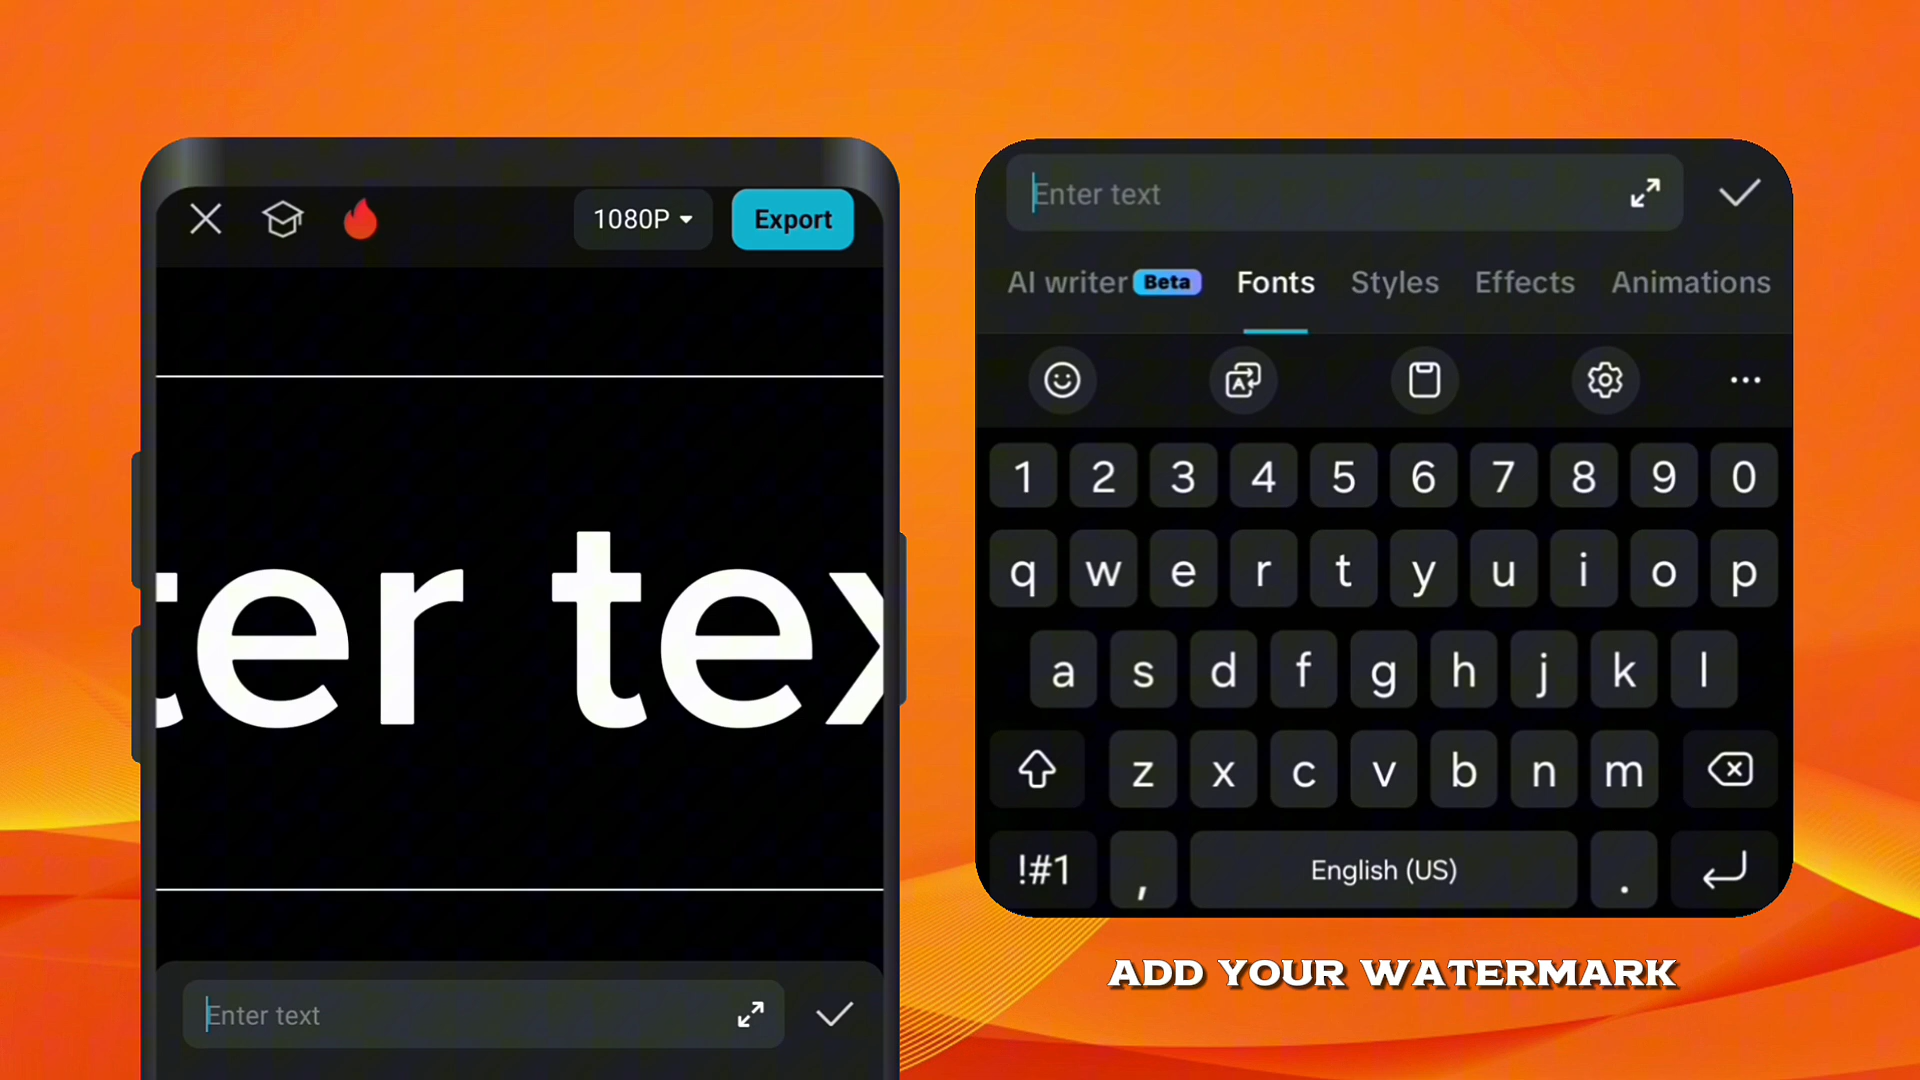 1080P
Export
ter tex
Enter text
Enter text
AI writer Beta Fonts Styles Effects Animations
1 2 3 4 5 6 7 8 9 0
q w e r t y u i o p
a s d f g h j k l
z x c v b n m
!#1 , English (US) .
ADD YOUR WATERMARK